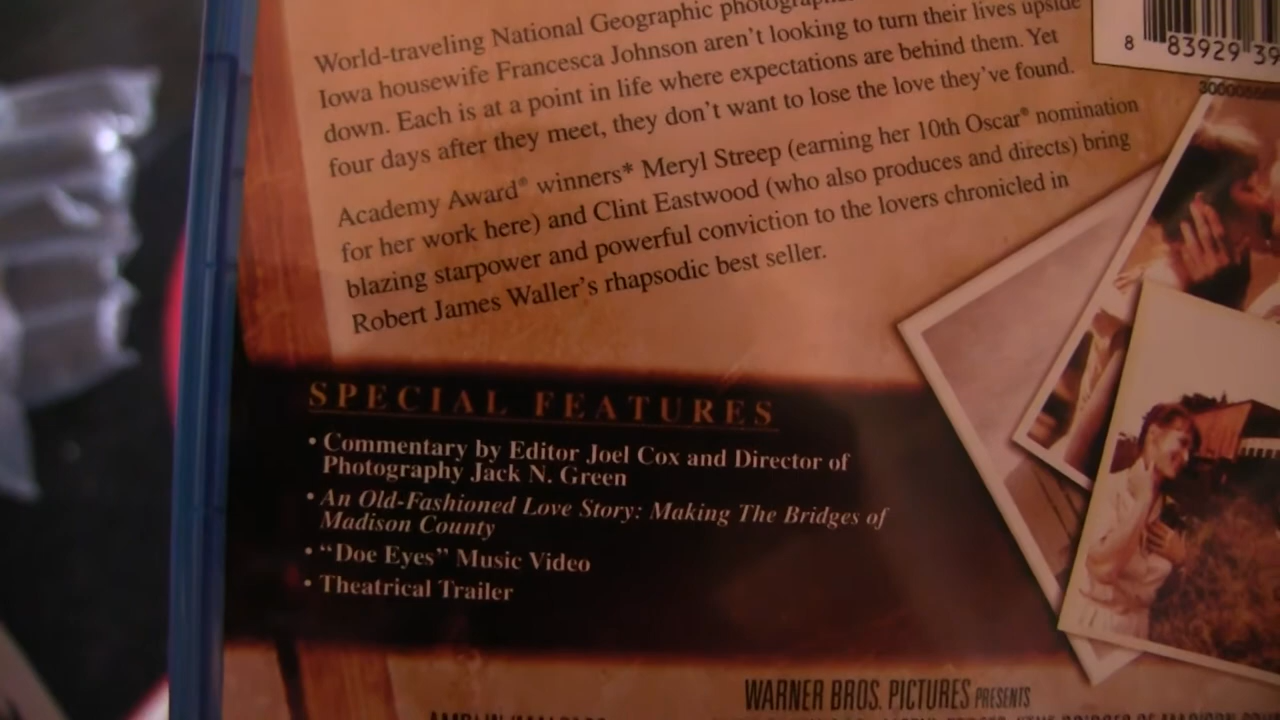 World-traveling National Geographic
Iowa housewife Francesca Johnson aren't looking to turn their lives upside
down. Each is at a point in life where expectations are behind them. Yet
four days after they meet, they don't want to lose the love they've found.
Academy Award® winners* Meryl Streep (earning her 10th Oscar® nomination
for her work here) and Clint Eastwood (who also produces and directs) bring
blazing starpower and powerful conviction to the lovers chronicled in
Robert James Waller's rhapsodic best seller.
8 83929 39
SPECIAL FEATURES
• Commentary by Editor Joel Cox and Director of
Photography Jack N. Green
• An Old-Fashioned Love Story: Making The Bridges of
Madison County
• "Doe Eyes" Music Video
• Theatrical Trailer
WARNER BROS. PICTURES PRESENTS